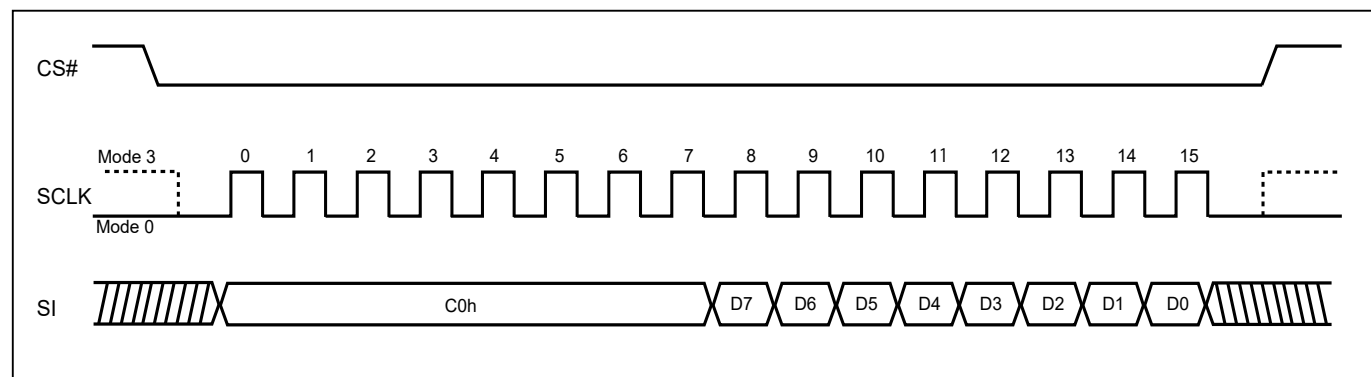 CS#
Mode 3
0 1 2 3 4 5 6 7 8 9 10 11 12 13 14 15
SCLK
Mode 0
SI
C0h D7 D6 D5 D4 D3 D2 D1 D0